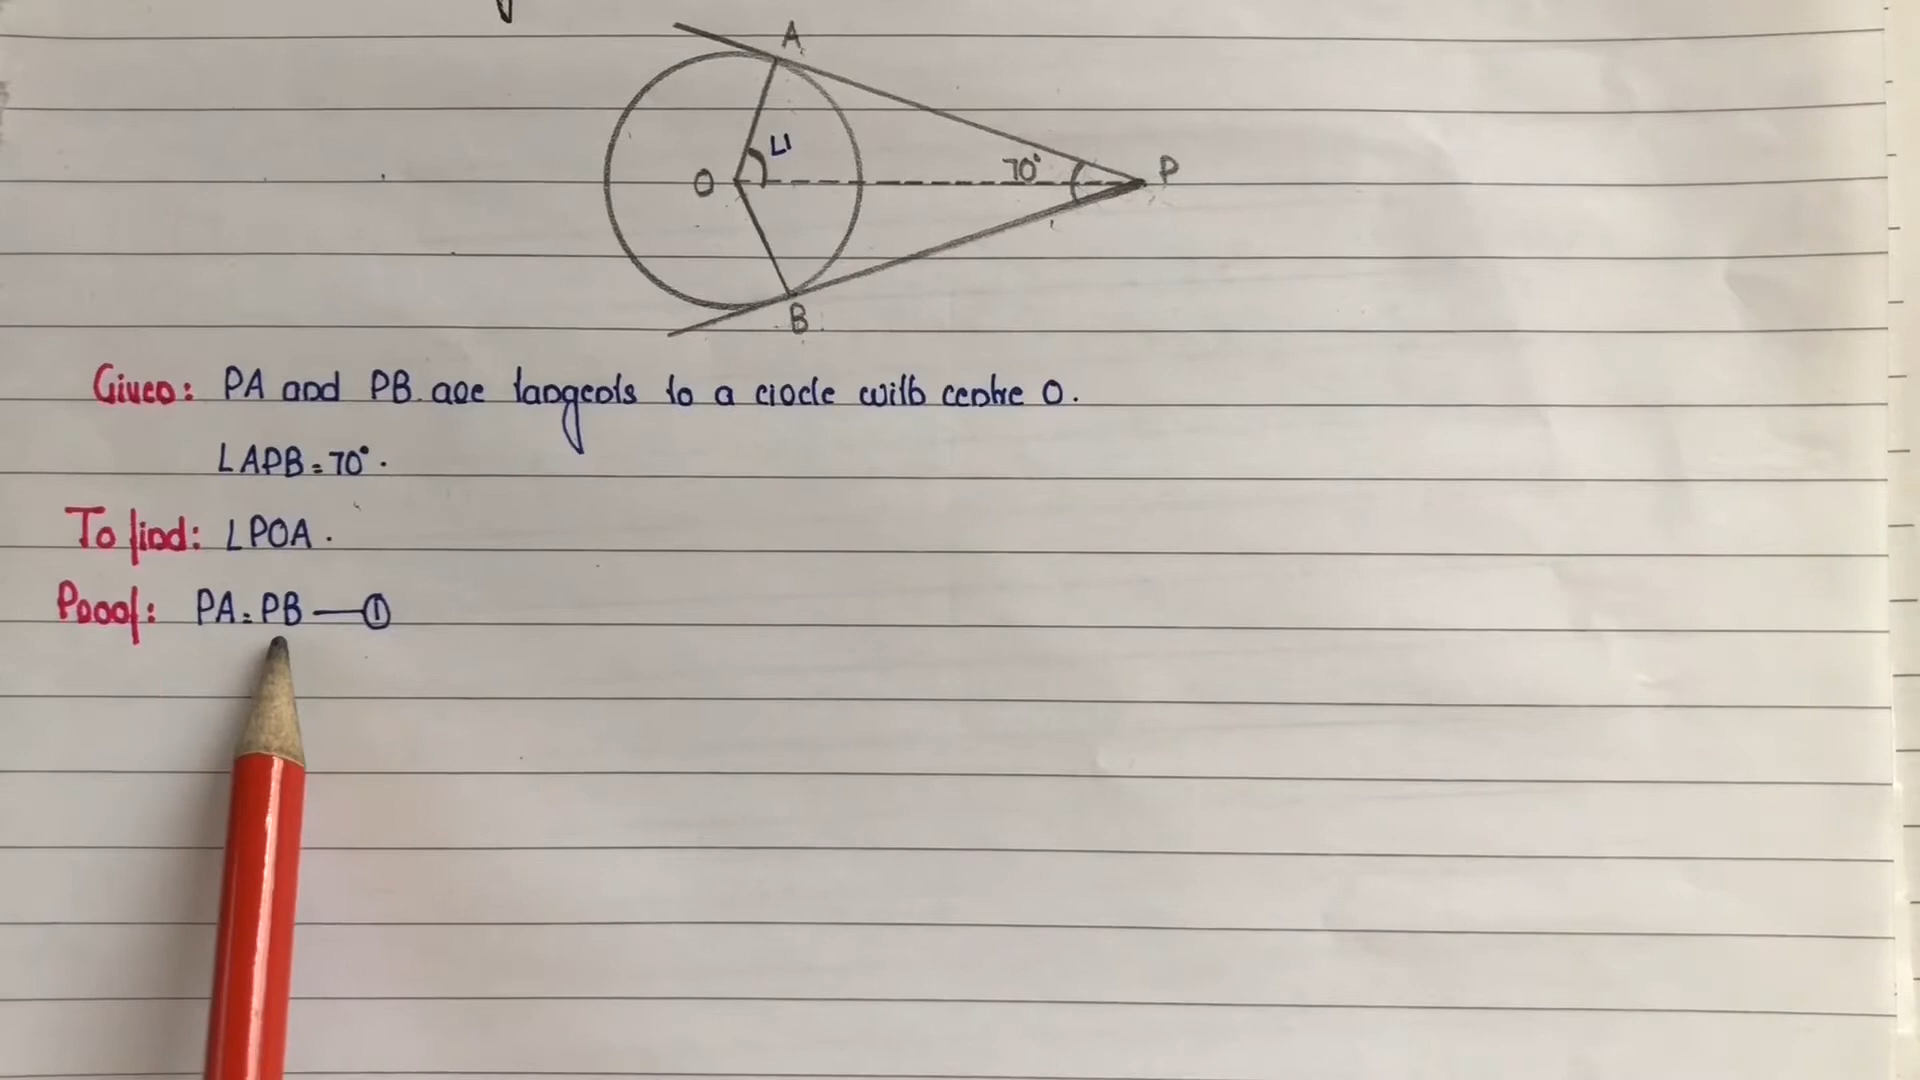 A
∠1
70°
P
O
B
Given: PA and PB are tangents to a circle with centre O.
∠APB = 70°.
To find: ∠POA.
Proof: PA = PB — ①